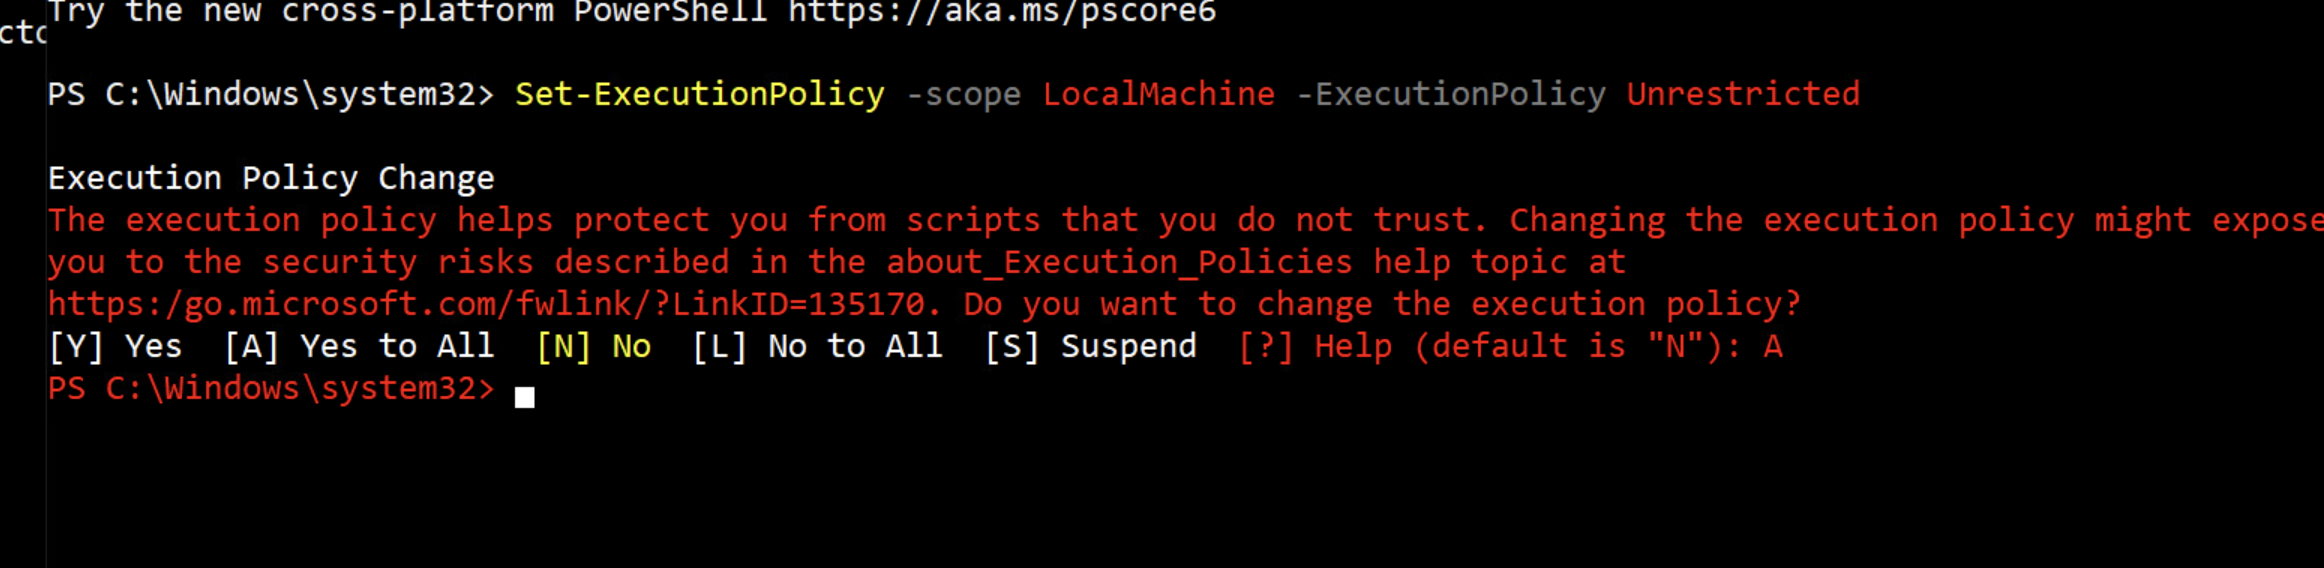 Try the new cross-platform PowerShell https://aka.ms/pscore6
PS C:\Windows\system32> Set-ExecutionPolicy -scope LocalMachine -ExecutionPolicy Unrestricted
Execution Policy Change
The execution policy helps protect you from scripts that you do not trust. Changing the execution policy might expose
you to the security risks described in the about_Execution_Policies help topic at
https:/go.microsoft.com/fwlink/?LinkID=135170. Do you want to change the execution policy?
[Y] Yes  [A] Yes to All  [N] No  [L] No to All  [S] Suspend  [?] Help (default is "N"): A
PS C:\Windows\system32>